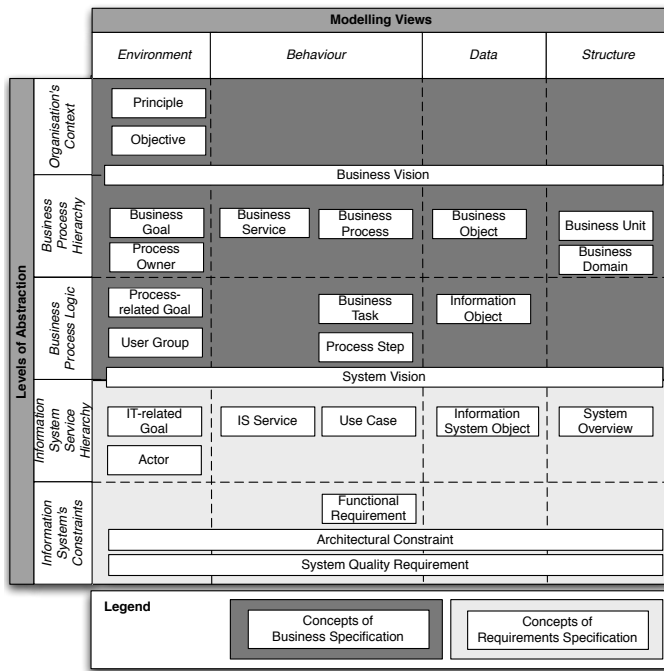 Modelling Views
Environment
Behaviour
Data
Structure
Levels of Abstraction
Organisation's
Context
Principle
Objective
Business Vision
Business
Process
Hierarchy
Business
Goal
Process
Owner
Business
Service
Business
Process
Business
Object
Business Unit
Business
Domain
Business
Process Logic
Process-
related Goal
User Group
Business
Task
Process Step
Information
Object
System Vision
Information
System
Service
Hierarchy
IT-related
Goal
Actor
IS Service
Use Case
Information
System Object
System
Overview
Information
System's
Constraints
Functional
Requirement
Architectural Constraint
System Quality Requirement
Legend
Concepts of
Business Specification
Concepts of
Requirements Specification